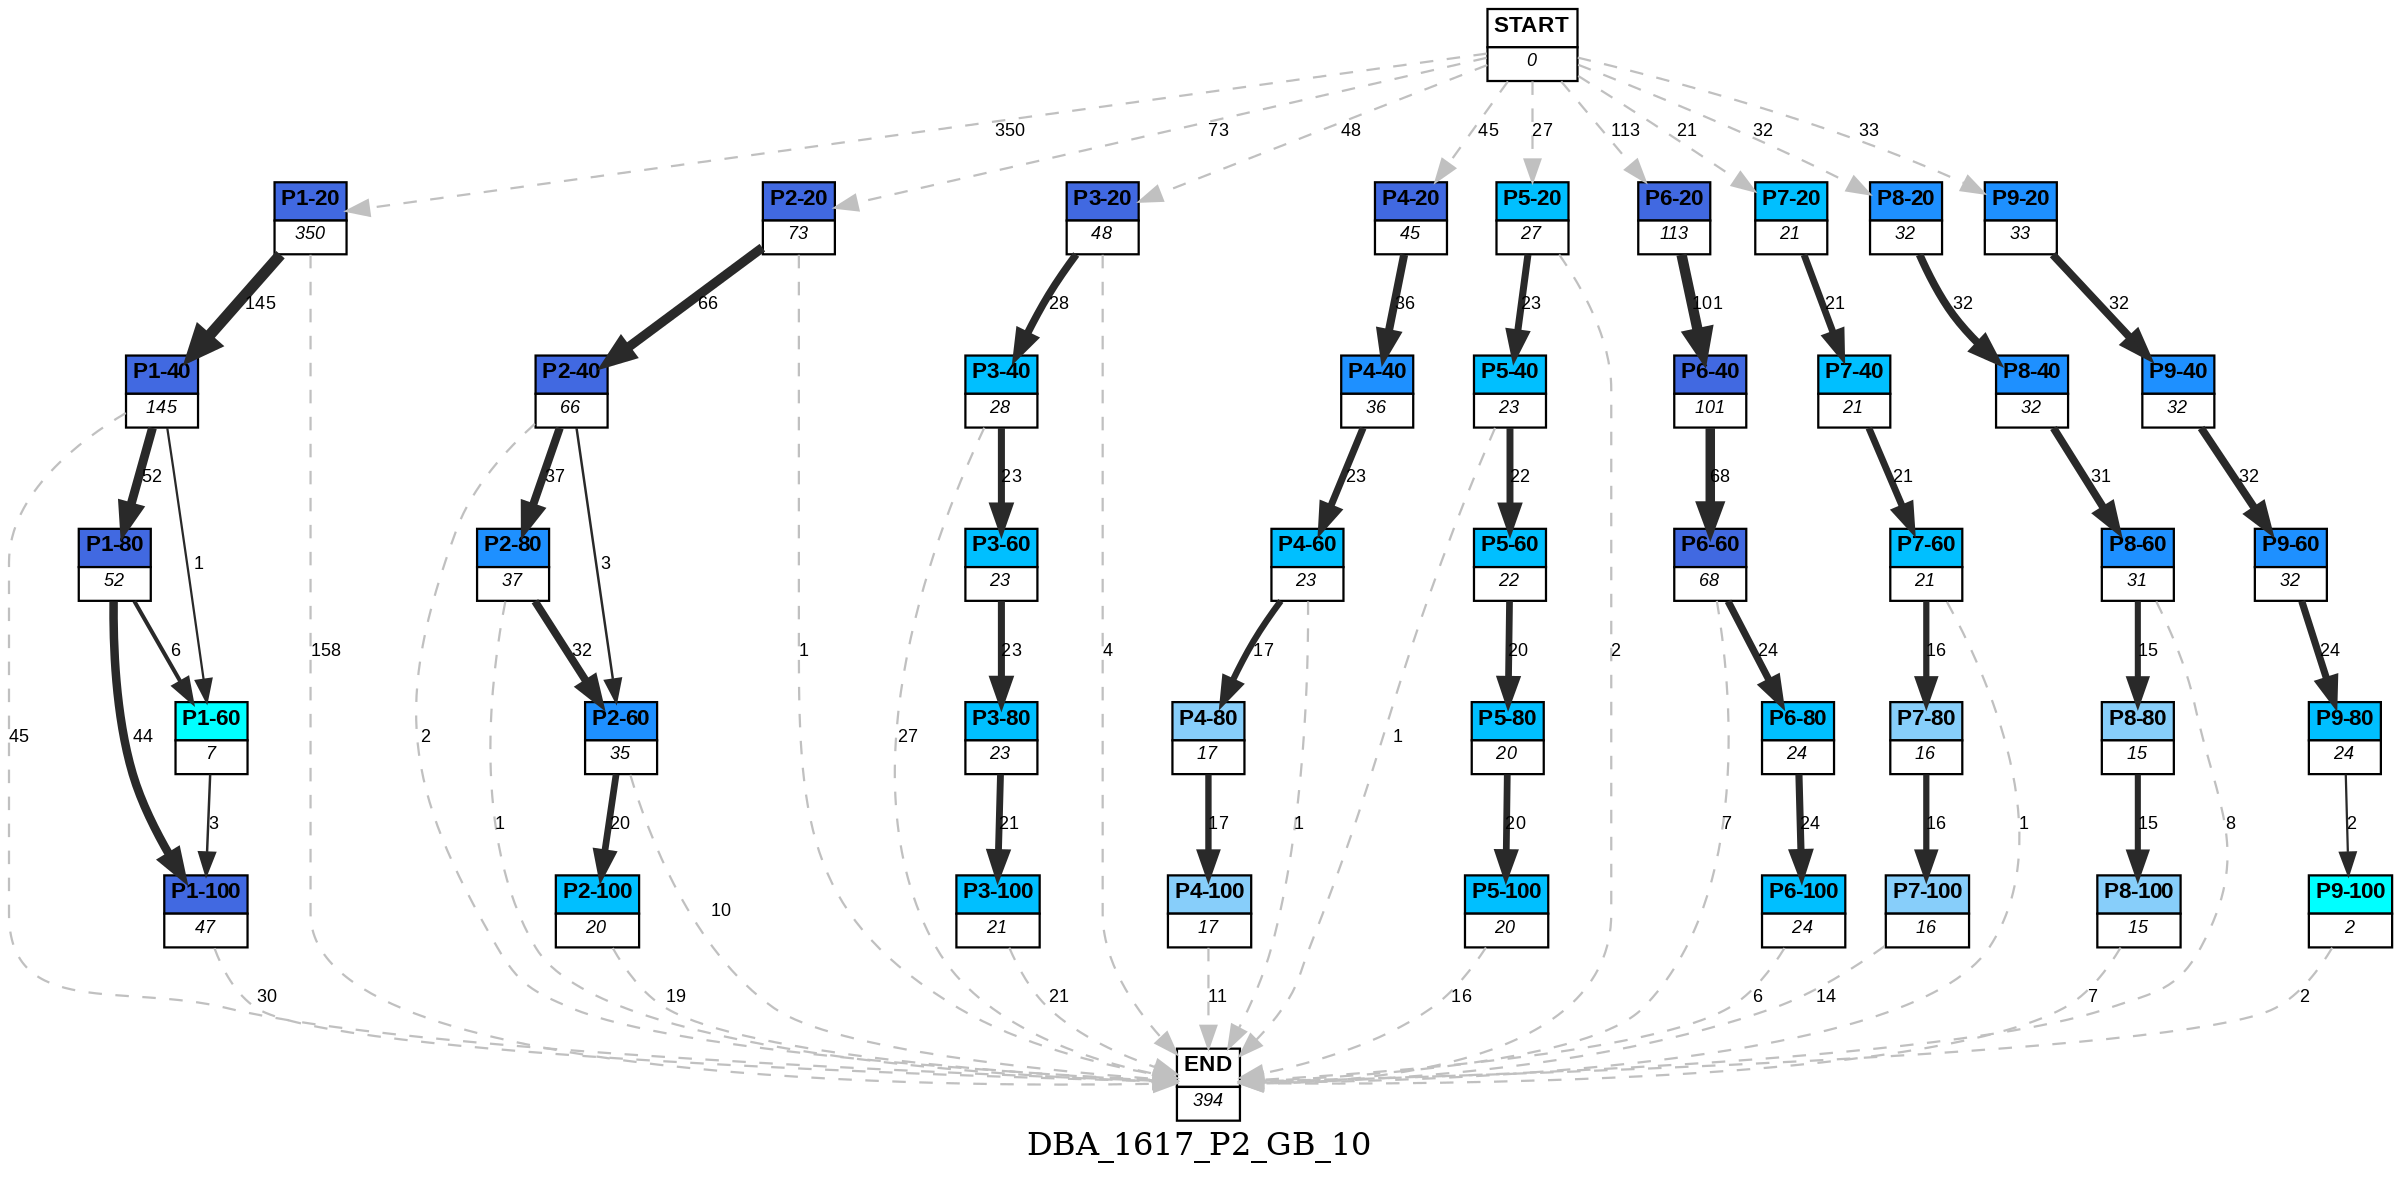 START
0
350
73
48
45
27
113
21
32
33
P1-20
350
P2-20
73
P3-20
48
P4-20
45
P5-20
27
P6-20
113
P7-20
21
P8-20
32
P9-20
33
145
66
28
36
23
101
21
32
32
P1-40
145
P2-40
66
P3-40
28
P4-40
36
P5-40
23
P6-40
101
P7-40
21
P8-40
32
P9-40
32
52
37
23
23
22
68
21
31
32
1
3
P1-80
52
P2-80
37
P3-60
23
P4-60
23
P5-60
22
P6-60
68
P7-60
21
P8-60
31
P9-60
32
6
158
32
1
23
4
17
20
2
24
16
15
24
P1-60
7
P2-60
35
P3-80
23
P4-80
17
P5-80
20
P6-80
24
P7-80
16
P8-80
15
P9-80
24
45
44
2
27
1
3
1
20
21
17
1
20
7
24
16
1
15
8
2
P1-100
47
P2-100
20
10
P3-100
21
P4-100
17
P5-100
20
P6-100
24
P7-100
16
P8-100
15
P9-100
2
30
19
21
11
16
6
14
7
2
END
394
DBA_1617_P2_GB_10